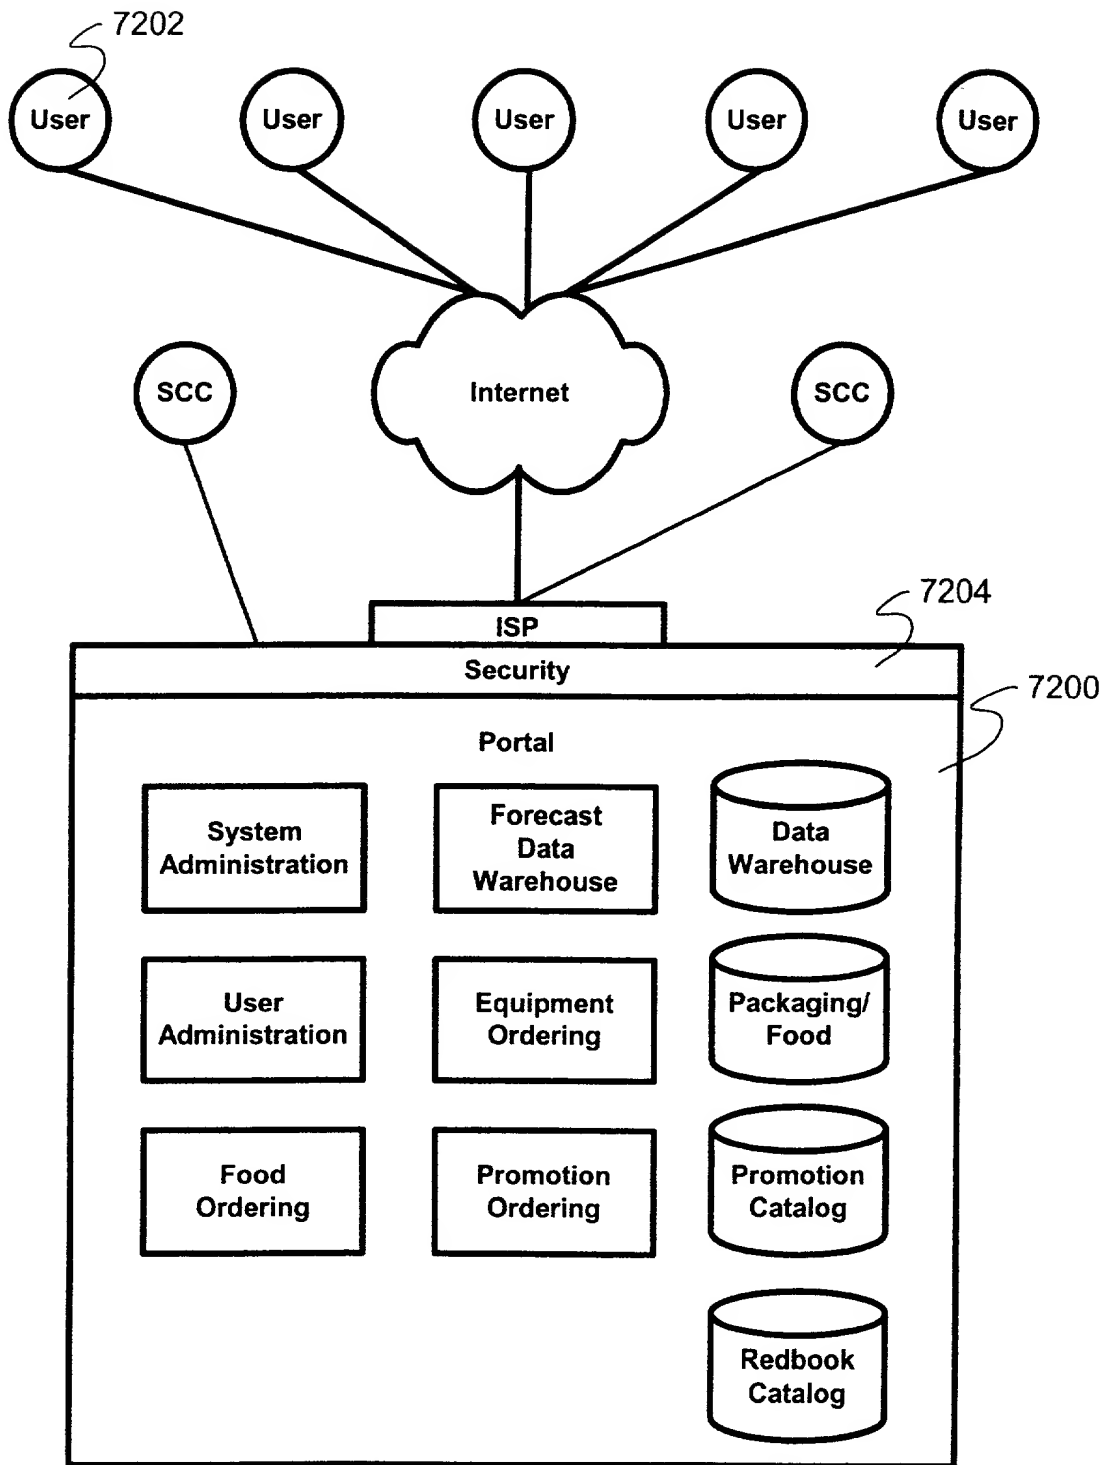 7202
User
User
User
User
User
SCC
Internet
SCC
ISP
7204
Security
7200
Portal
System
Administration
Forecast
Data
Warehouse
Data
Warehouse
User
Administration
Equipment
Ordering
Packaging/
Food
Food
Ordering
Promotion
Ordering
Promotion
Catalog
Redbook
Catalog